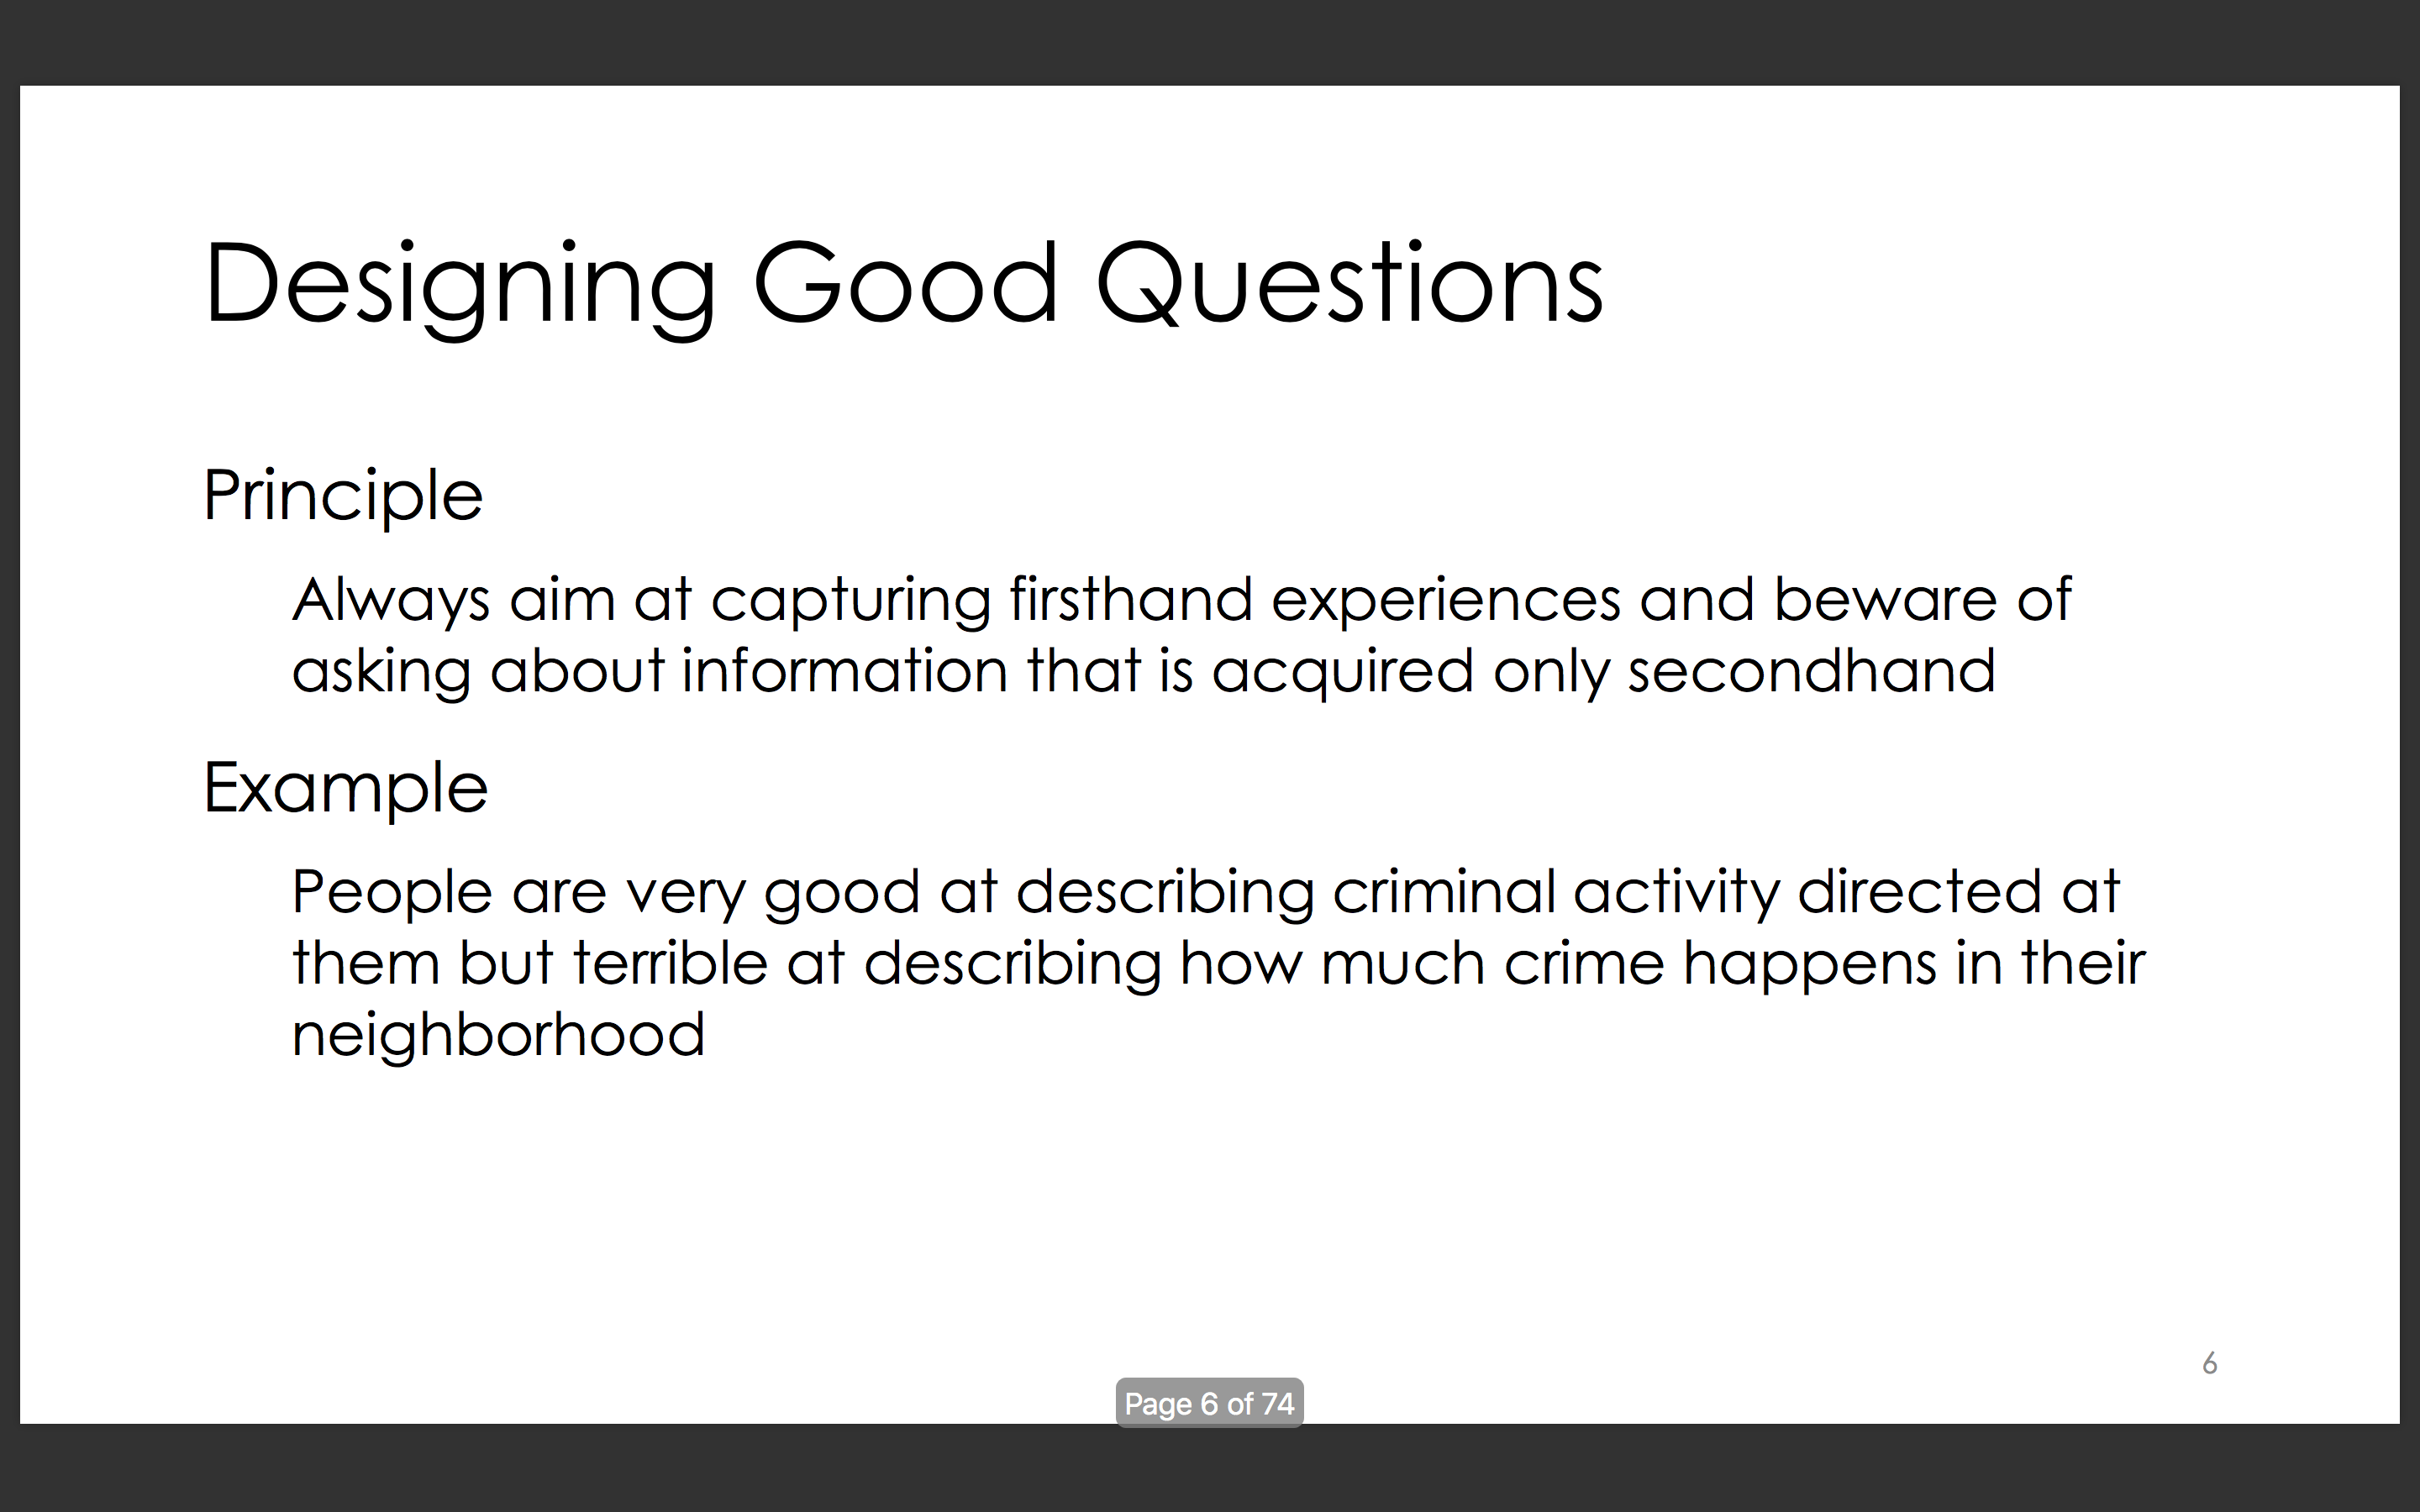 Designing Good Questions
Principle
Always aim at capturing firsthand experiences and beware of
asking about information that is acquired only secondhand
Example
People are very good at describing criminal activity directed at
them but terrible at describing how much crime happens in their
neighborhood
6
Page 6 of 74